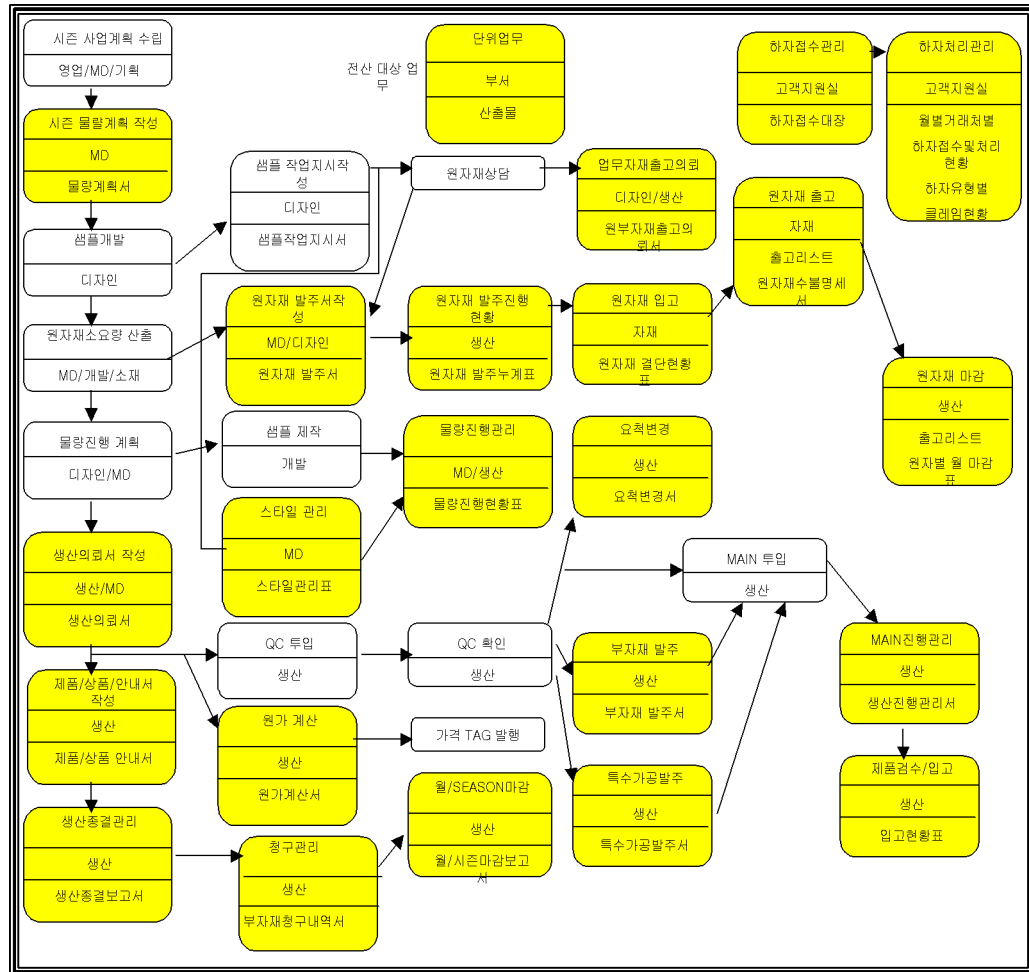 시즌 사업계획 수립
영업/MD/기획
시즌 물량계획 작성
MD
물량계획서
샘플개발
디자인
원자재소요량 산출
MD/개발/소재
물량진행 계획
디자인/MD
생산의뢰서 작성
생산/MD
생산의뢰서
제품/상품/안내서
작성
생산
제품/상품 안내서
생산종결관리
생산
생산종결보고서
전산 대상 업
무
단위업무
부서
산출물
샘플 작업지시작
성
디자인
샘플작업지시서
원자재 발주서작
성
MD/디자인
원자재 발주서
샘플 제작
개발
스타일 관리
MD
스타일관리표
QC 투입
생산
원가 계산
생산
원가계산서
청구관리
생산
부자재청구내역서
원자재상담
원자재 발주진행
현황
생산
원자재 발주누계표
물량진행관리
MD/생산
물량진행현황표
QC 확인
생산
가격 TAG 발행
월/SEASON마감
생산
월/시즌마감보고
서
업무자재출고의뢰
디자인/생산
원부자재출고의
뢰서
원자재 입고
자재
원자재 결단현황
표
요척변경
생산
요척변경서
부자재 발주
생산
부자재 발주서
특수가공발주
생산
특수가공발주서
하자접수관리
고객지원실
하자접수대장
원자재 출고
자재
출고리스트
원자재수불명세
서
MAIN 투입
생산
하자처리관리
고객지원실
월별거래처별
하자접수및처리
현황
하자유형별
클레임현황
원자재 마감
생산
출고리스트
원자별 월 마감
표
MAIN진행관리
생산
생산진행관리서
제품검수/입고
생산
입고현황표